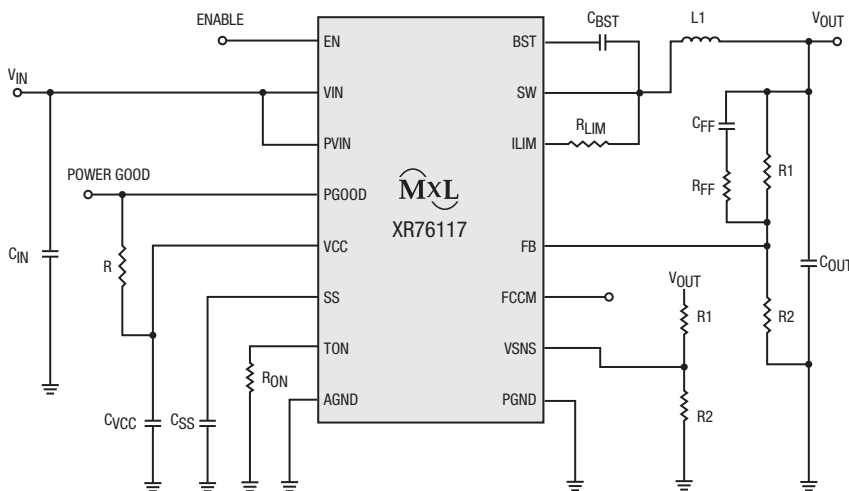 ENABLE
EN
VIN
VIN
PVIN
POWER GOOD
PGOOD
R
VCC
CIN
SS
TON
RON
AGND
CVCC
CSS
MXL
XR76117
BST
CBST
L1
VOUT
SW
RLIM
ILIM
CFF
R1
RFF
FB
COUT
FCCM
VOUT
R1
R2
VSNS
R2
PGND